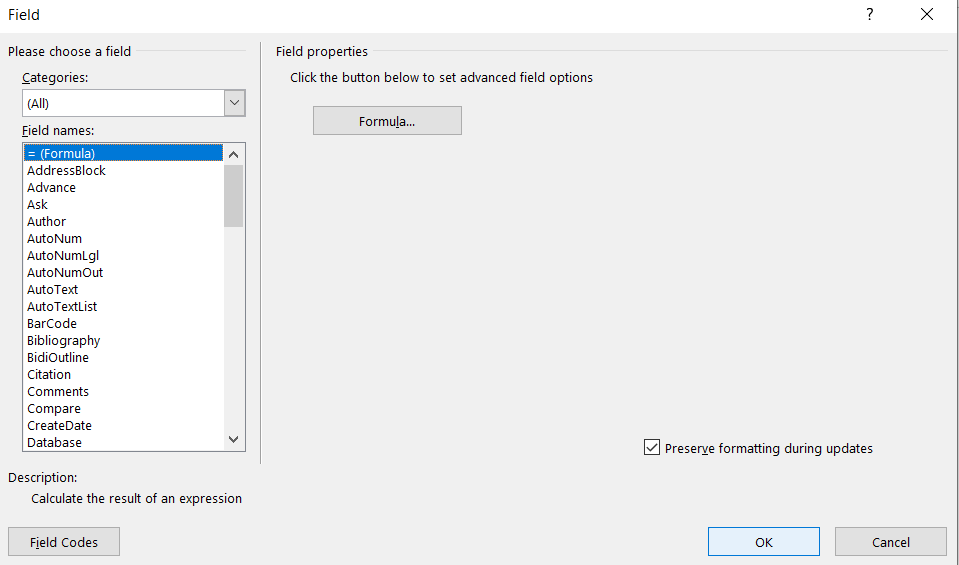 Field
?
Please choose a field
Categories:
(All)
Field names:
= (Formula)
AddressBlock
Advance
Ask
Author
AutoNum
AutoNumLgl
AutoNumOut
AutoText
AutoTextList
BarCode
Bibliography
BidiOutline
Citation
Comments
Compare
CreateDate
Database
Field properties
Click the button below to set advanced field options
Formula...
Preserve formatting during updates
Description:
Calculate the result of an expression
Field Codes
OK
Cancel